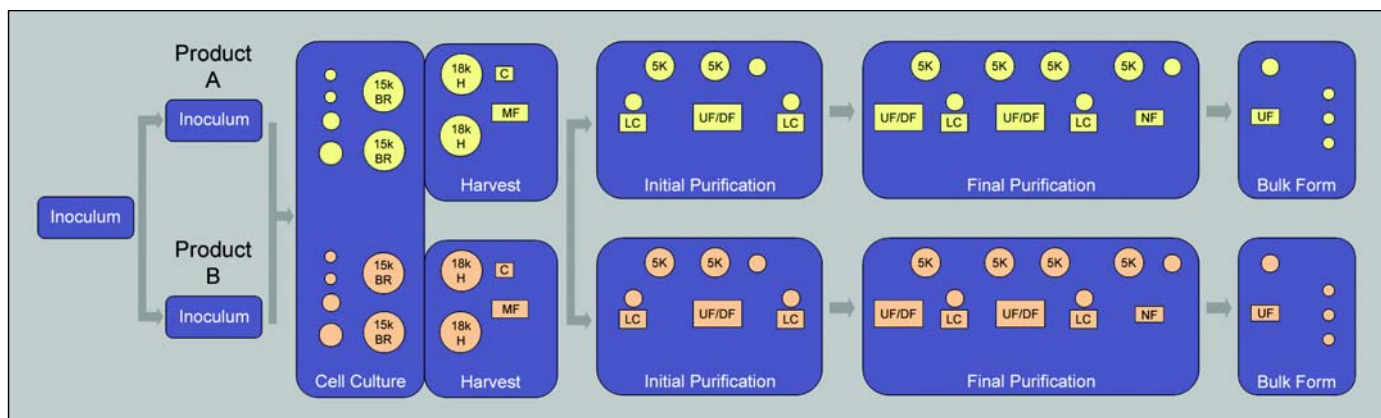 Product
A
Inoculum
Inoculum
Product
B
Inoculum
15k
BR
15k
BR
15k
BR
15k
BR
Cell Culture
18k
H
C
MF
18k
H
Harvest
18k
H
C
MF
18k
H
Harvest
5K 5K
LC UF/DF LC
Initial Purification
5K 5K 5K 5K
UF/DF LC UF/DF LC NF
Final Purification
UF
Bulk Form
5K 5K
LC UF/DF LC
Initial Purification
5K 5K 5K 5K
UF/DF LC UF/DF LC NF
Final Purification
UF
Bulk Form